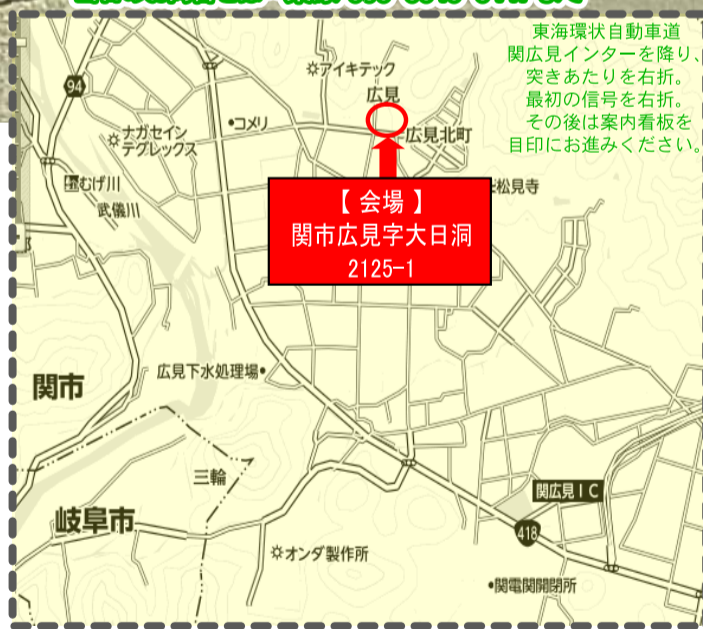 東海環状自動車道
関広見インターを降り、
突きあたりを右折。
最初の信号を右折。
その後は案内看板を
目印にお進みください。
94
アイキテック
広見
コメリ
広見北町
ナガセイシ
テグレックス
むげ川
武儀川
松見寺
【 会場 】
関市広見字大日洞
2125-1
広見下水処理場
関市
三輪
岐阜市
関広見IC
418
オンダ製作所
関電関開閉所